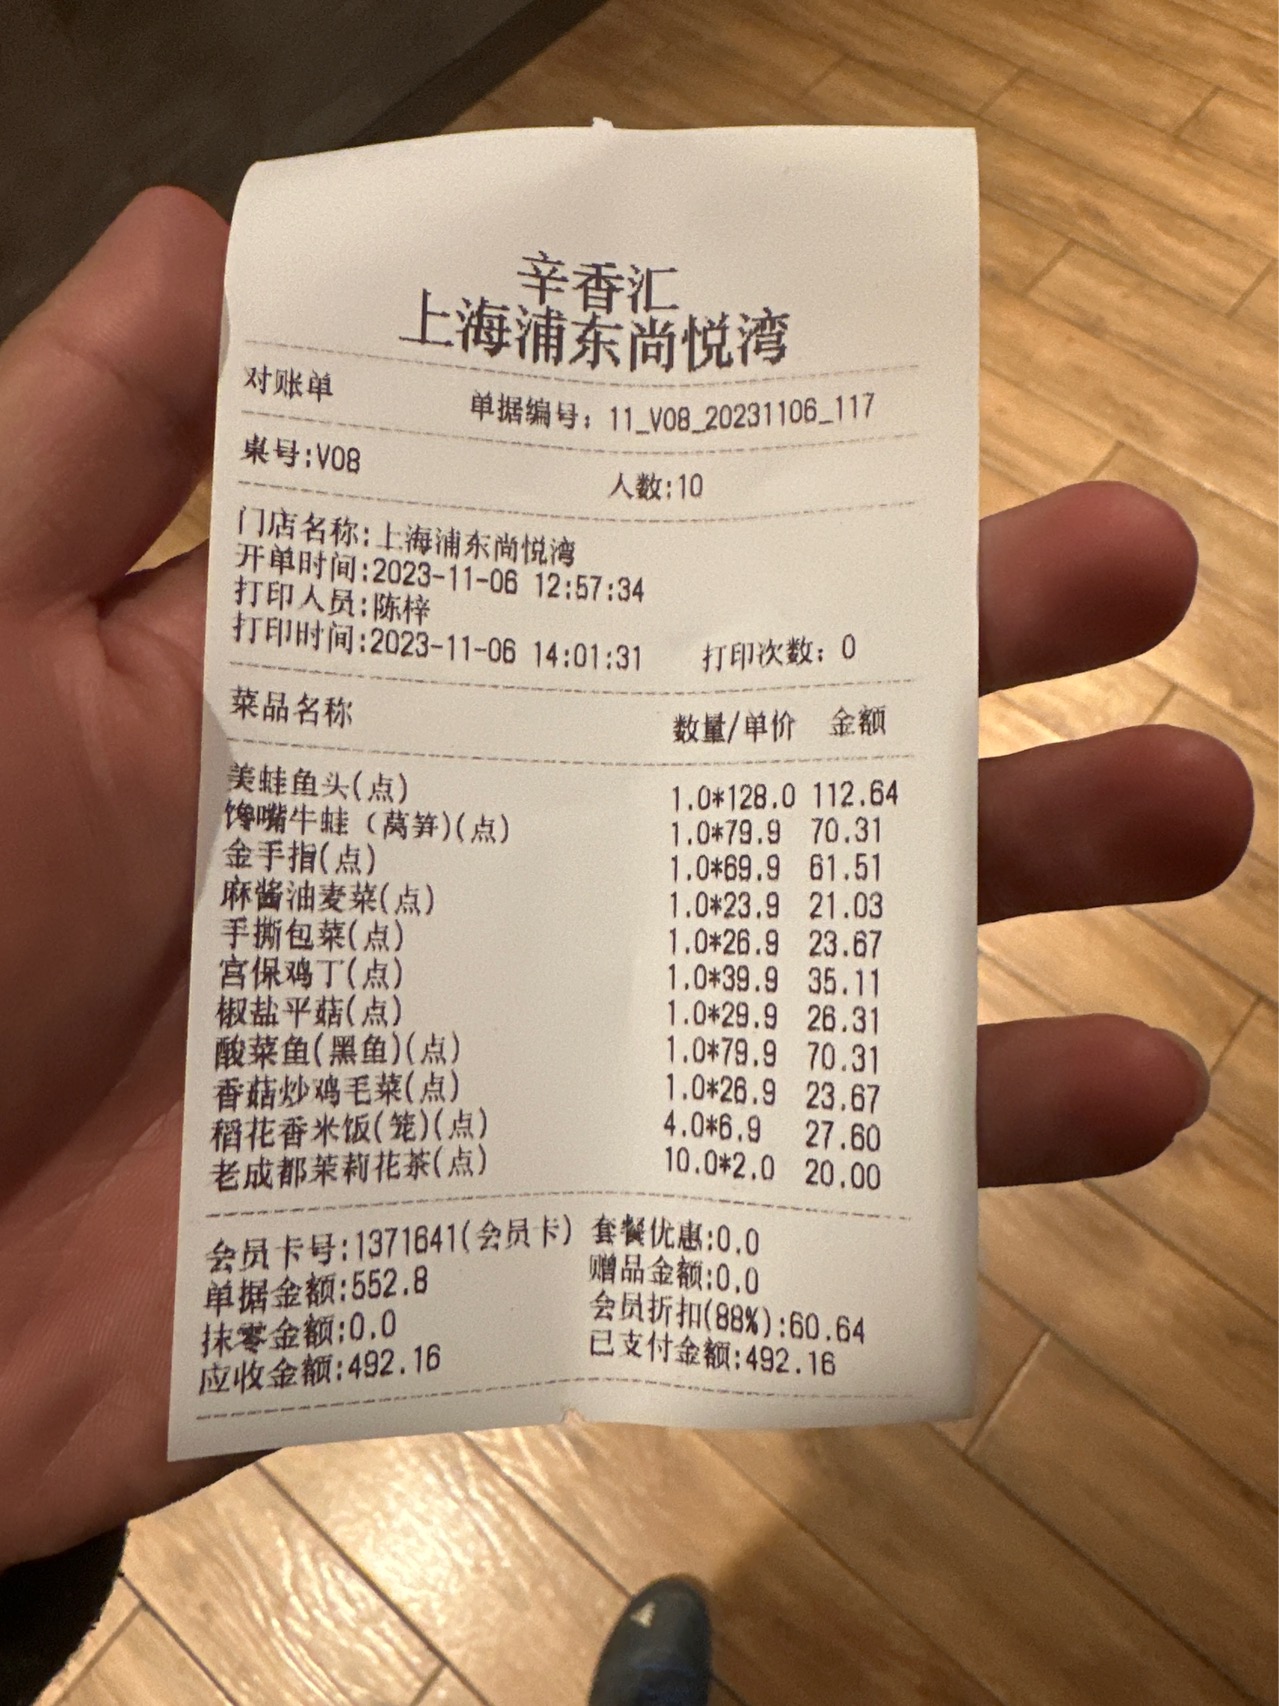 辛香汇
上海浦东尚悦湾
对账单 单据编号：11_V08_20231106_117
桌号:V08 人数:10
门店名称:上海浦东尚悦湾
开单时间:2023-11-06 12:57:34
打印人员:陈梓
打印时间:2023-11-06 14:01:31 打印次数：0
菜品名称 数量/单价 金额
美蛙鱼头(点) 1.0*128.0 112.64
馋嘴牛蛙（莴笋)(点) 1.0*79.9 70.31
金手指(点) 1.0*69.9 61.51
麻酱油麦菜(点) 1.0*23.9 21.03
手撕包菜(点) 1.0*26.9 23.67
宫保鸡丁(点) 1.0*39.9 35.11
椒盐平菇(点) 1.0*29.9 26.31
酸菜鱼(黑鱼)(点) 1.0*79.9 70.31
香菇炒鸡毛菜(点) 1.0*26.9 23.67
稻花香米饭(笼)(点) 4.0*6.9 27.60
老成都茉莉花茶(点) 10.0*2.0 20.00
会员卡号:1371641(会员卡) 套餐优惠:0.0
单据金额:552.8 赠品金额:0.0
抹零金额:0.0 会员折扣(88%):60.64
应收金额:492.16 已支付金额:492.16